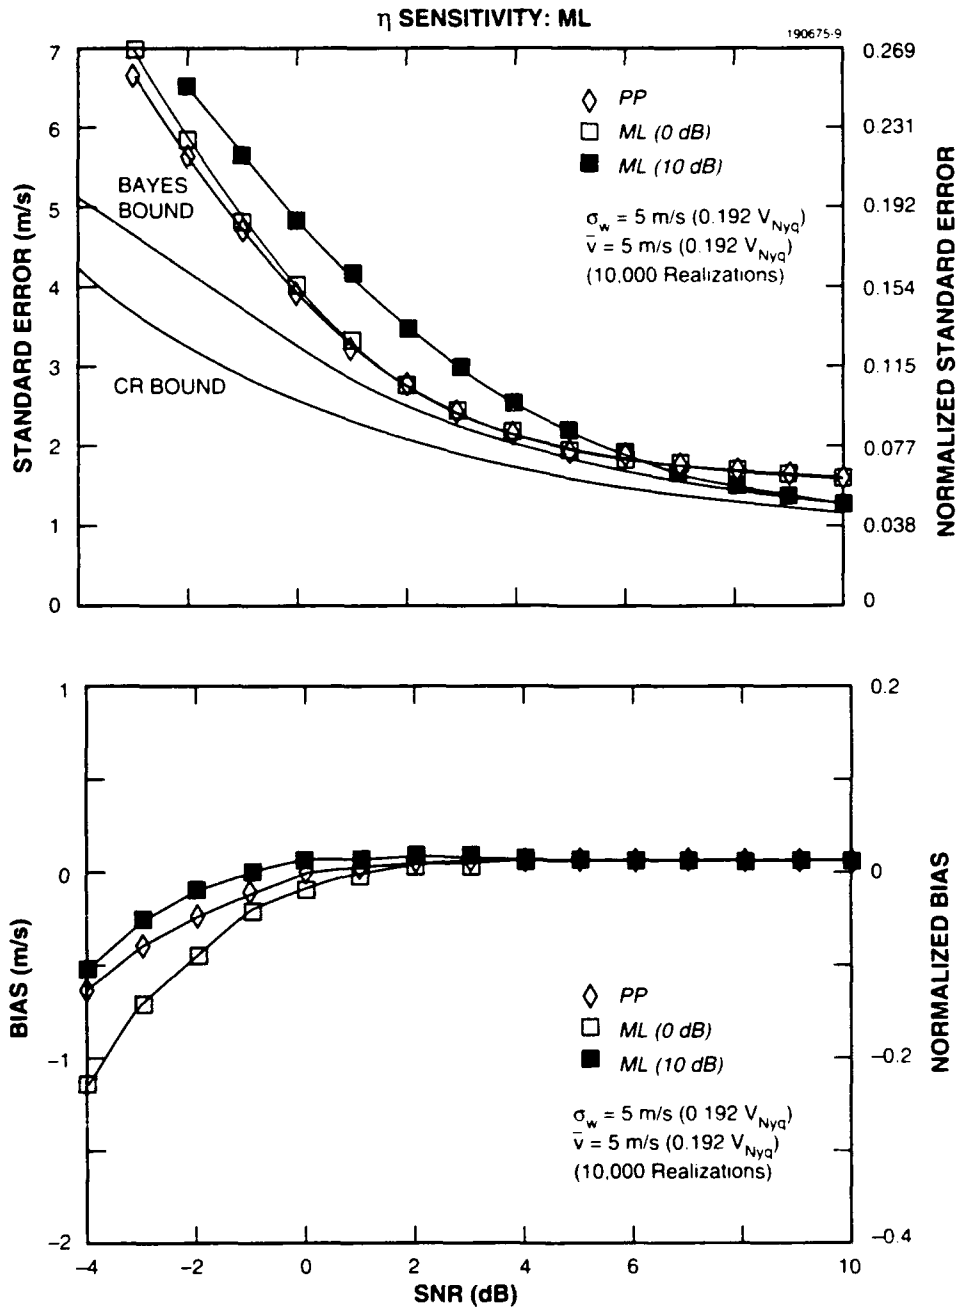 η SENSITIVITY: ML
190675-9
7
6
5
4
3
2
1
0
STANDARD ERROR (m/s)
BAYES
BOUND
CR BOUND
PP
ML (0 dB)
ML (10 dB)
σw = 5 m/s (0.192 VNyq)
v̄ = 5 m/s (0.192 VNyq)
(10,000 Realizations)
0.269
0.231
0.192
0.154
0.115
0.077
0.038
0
NORMALIZED STANDARD ERROR
1
0
−1
−2
BIAS (m/s)
PP
ML (0 dB)
ML (10 dB)
σw = 5 m/s (0 192 VNyq)
v̄ = 5 m/s (0.192 VNyq)
(10,000 Realizations)
0.2
0
−0.2
−0.4
NORMALIZED BIAS
−4 −2 0 2 4 6 8 10
SNR (dB)